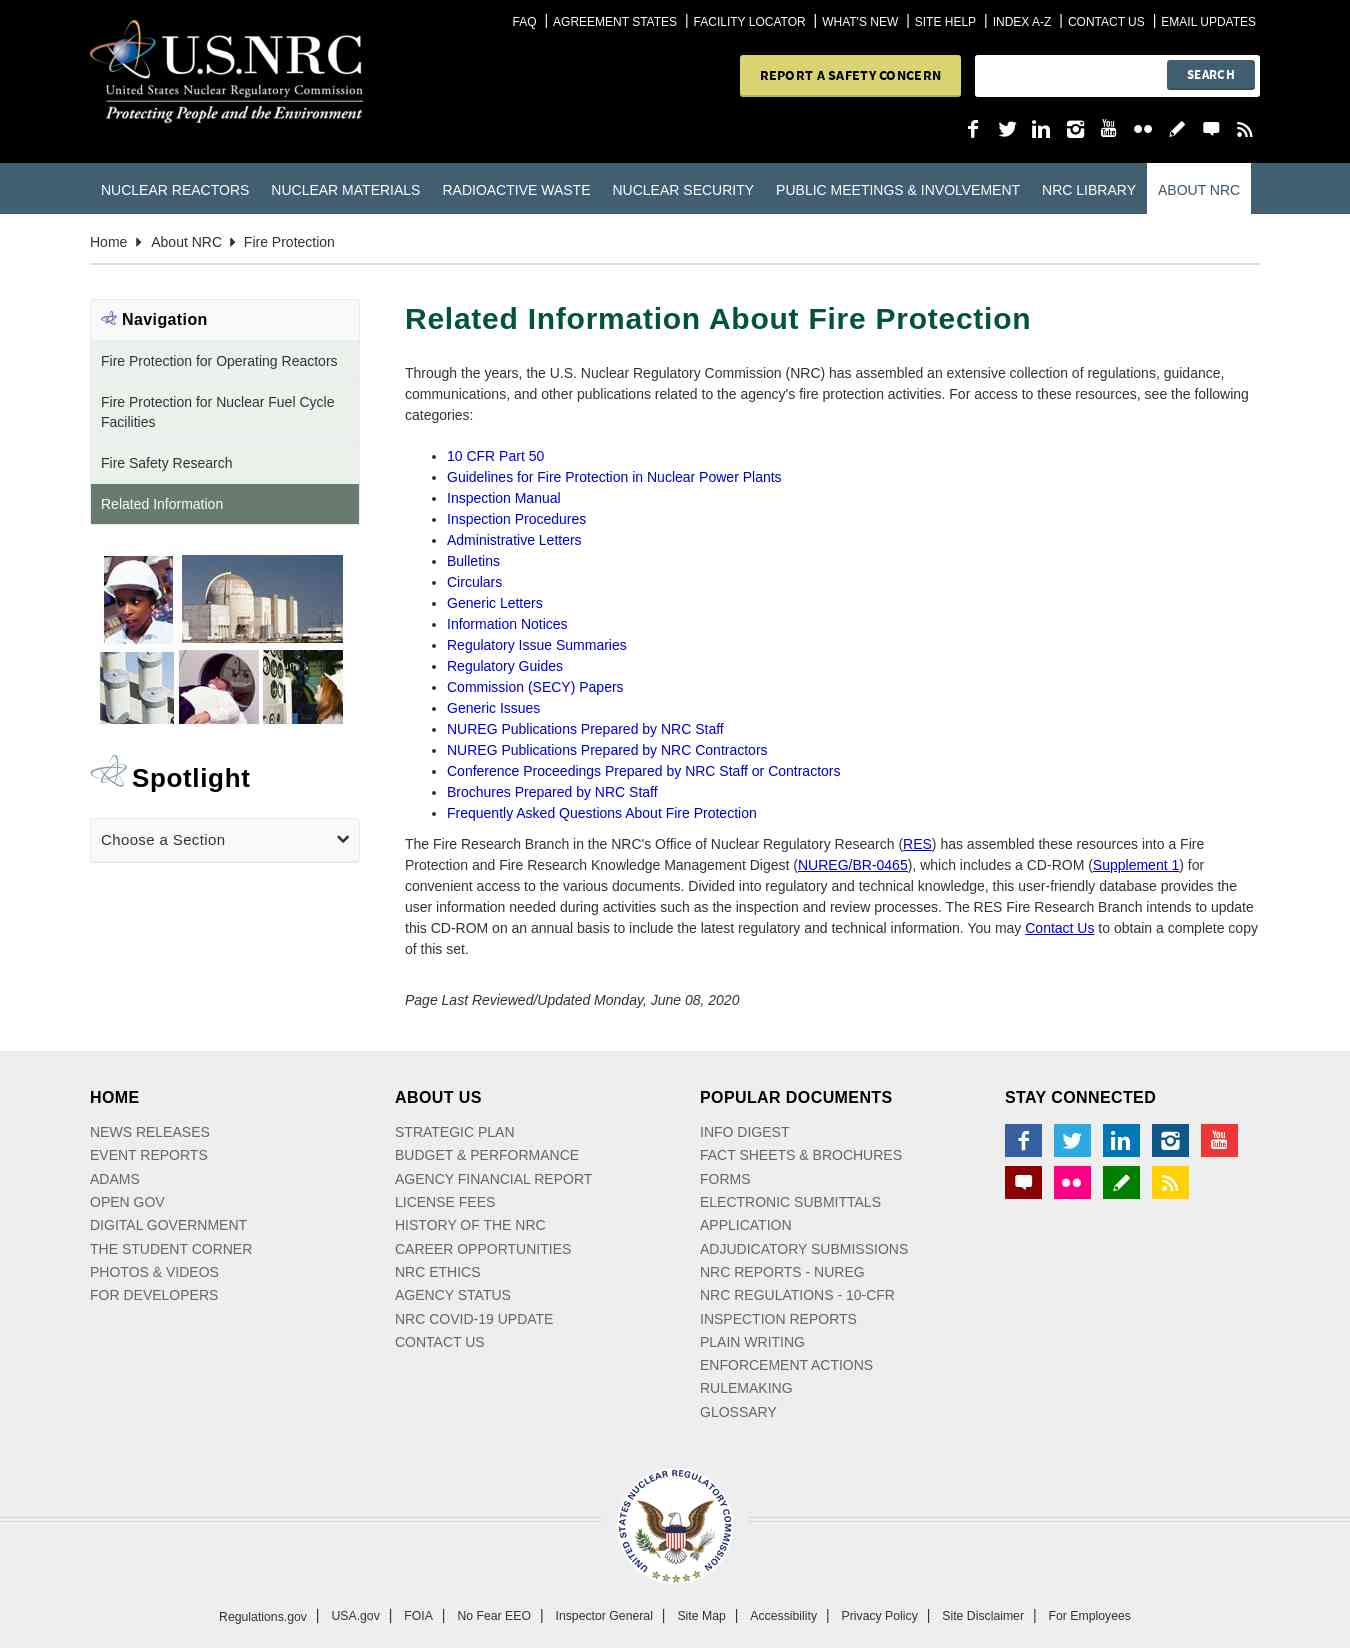 FAQ | AGREEMENT STATES | FACILITY LOCATOR | WHAT'S NEW | SITE HELP | INDEX A-Z | CONTACT US | EMAIL UPDATES
U.S.NRC
United States Nuclear Regulatory Commission
Protecting People and the Environment
REPORT A SAFETY CONCERN
SEARCH
You Tube
NUCLEAR REACTORS NUCLEAR MATERIALS RADIOACTIVE WASTE NUCLEAR SECURITY PUBLIC MEETINGS & INVOLVEMENT NRC LIBRARY ABOUT NRC
Home About NRC Fire Protection
Navigation
Fire Protection for Operating Reactors
Fire Protection for Nuclear Fuel Cycle
Facilities
Fire Safety Research
Related Information
Spotlight
Choose a Section
Related Information About Fire Protection
Through the years, the U.S. Nuclear Regulatory Commission (NRC) has assembled an extensive collection of regulations, guidance,
communications, and other publications related to the agency's fire protection activities. For access to these resources, see the following
categories:
• 10 CFR Part 50
• Guidelines for Fire Protection in Nuclear Power Plants
• Inspection Manual
• Inspection Procedures
• Administrative Letters
• Bulletins
• Circulars
• Generic Letters
• Information Notices
• Regulatory Issue Summaries
• Regulatory Guides
• Commission (SECY) Papers
• Generic Issues
• NUREG Publications Prepared by NRC Staff
• NUREG Publications Prepared by NRC Contractors
• Conference Proceedings Prepared by NRC Staff or Contractors
• Brochures Prepared by NRC Staff
• Frequently Asked Questions About Fire Protection
The Fire Research Branch in the NRC's Office of Nuclear Regulatory Research (RES) has assembled these resources into a Fire
Protection and Fire Research Knowledge Management Digest (NUREG/BR-0465), which includes a CD-ROM (Supplement 1) for
convenient access to the various documents. Divided into regulatory and technical knowledge, this user-friendly database provides the
user information needed during activities such as the inspection and review processes. The RES Fire Research Branch intends to update
this CD-ROM on an annual basis to include the latest regulatory and technical information. You may Contact Us to obtain a complete copy
of this set.
Page Last Reviewed/Updated Monday, June 08, 2020
HOME
NEWS RELEASES
EVENT REPORTS
ADAMS
OPEN GOV
DIGITAL GOVERNMENT
THE STUDENT CORNER
PHOTOS & VIDEOS
FOR DEVELOPERS
ABOUT US
STRATEGIC PLAN
BUDGET & PERFORMANCE
AGENCY FINANCIAL REPORT
LICENSE FEES
HISTORY OF THE NRC
CAREER OPPORTUNITIES
NRC ETHICS
AGENCY STATUS
NRC COVID-19 UPDATE
CONTACT US
POPULAR DOCUMENTS
INFO DIGEST
FACT SHEETS & BROCHURES
FORMS
ELECTRONIC SUBMITTALS
APPLICATION
ADJUDICATORY SUBMISSIONS
NRC REPORTS - NUREG
NRC REGULATIONS - 10-CFR
INSPECTION REPORTS
PLAIN WRITING
ENFORCEMENT ACTIONS
RULEMAKING
GLOSSARY
STAY CONNECTED
You Tube
UNITED STATES NUCLEAR REGULATORY COMMISSION
Regulations.gov | USA.gov | FOIA | No Fear EEO | Inspector General | Site Map | Accessibility | Privacy Policy | Site Disclaimer | For Employees